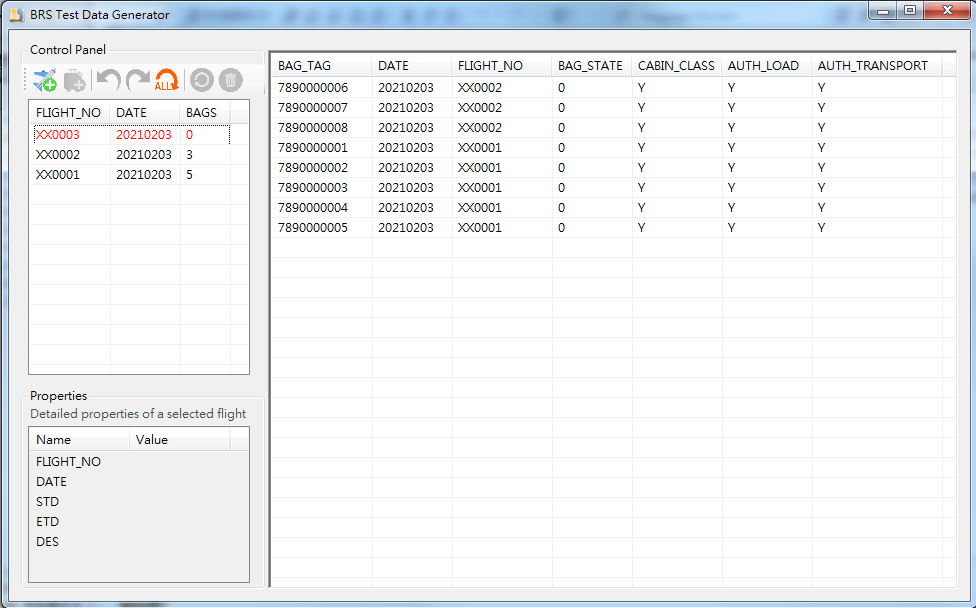 BRS Test Data Generator
Control Panel
ALL
FLIGHT_NO DATE BAGS
XX0003 20210203 0
XX0002 20210203 3
XX0001 20210203 5
Properties
Detailed properties of a selected flight
Name Value
FLIGHT_NO
DATE
STD
ETD
DES
BAG_TAG DATE FLIGHT_NO BAG_STATE CABIN_CLASS AUTH_LOAD AUTH_TRANSPORT
7890000006 20210203 XX0002 0 Y Y Y
7890000007 20210203 XX0002 0 Y Y Y
7890000008 20210203 XX0002 0 Y Y Y
7890000001 20210203 XX0001 0 Y Y Y
7890000002 20210203 XX0001 0 Y Y Y
7890000003 20210203 XX0001 0 Y Y Y
7890000004 20210203 XX0001 0 Y Y Y
7890000005 20210203 XX0001 0 Y Y Y